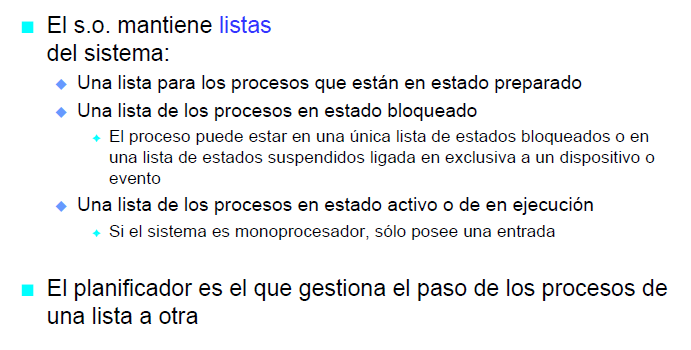 El s.o. mantiene listas
del sistema:
Una lista para los procesos que están en estado preparado
Una lista de los procesos en estado bloqueado
El proceso puede estar en una única lista de estados bloqueados o en
una lista de estados suspendidos ligada en exclusiva a un dispositivo o
evento
Una lista de los procesos en estado activo o de en ejecución
Si el sistema es monoprocesador, sólo posee una entrada
El planificador es el que gestiona el paso de los procesos de
una lista a otra